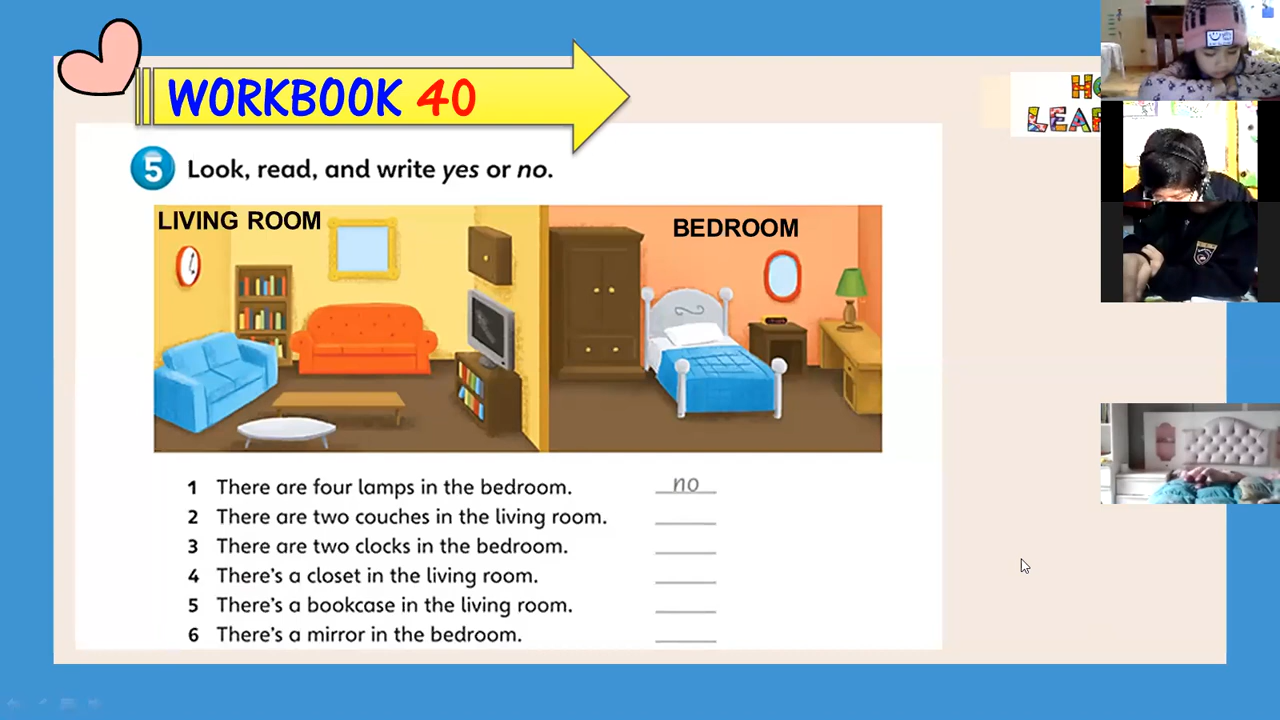 WORKBOOK 40
HO
LEAR
5 Look, read, and write yes or no.
LIVING ROOM
BEDROOM
1 There are four lamps in the bedroom. no
2 There are two couches in the living room.
3 There are two clocks in the bedroom.
4 There's a closet in the living room.
5 There's a bookcase in the living room.
6 There's a mirror in the bedroom.